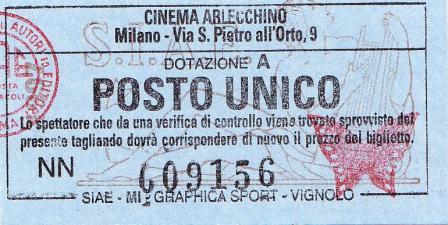 CINEMA ARLECCHINO
Milano - Via S. Pietro all'Orto, 9
S.I.A.E.
DOTAZIONE A
POSTO UNICO
Lo spettatore che da una verifica di controllo viene trovato sprovvisto del
presente tagliando dovrà corrispondere di nuovo il prezzo del biglietto.
NN 009156
SIAE - MI - GRAPHICA SPORT - VIGNOLO